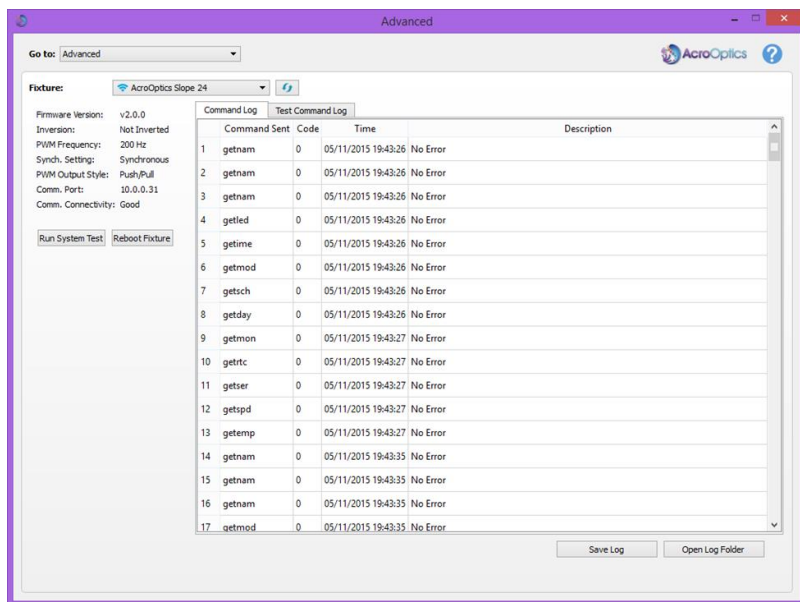 Advanced
Go to: Advanced
AcroOptics
?
Fixture: AcroOptics Slope 24
Firmware Version: v2.0.0
Inversion: Not Inverted
PWM Frequency: 200 Hz
Synch. Setting: Synchronous
PWM Output Style: Push/Pull
Comm. Port: 10.0.0.31
Comm. Connectivity: Good
Run System Test Reboot Fixture
Command Log Test Command Log
Command Sent Code Time Description
1 getnam 0 05/11/2015 19:43:26 No Error
2 getnam 0 05/11/2015 19:43:26 No Error
3 getnam 0 05/11/2015 19:43:26 No Error
4 getled 0 05/11/2015 19:43:26 No Error
5 getime 0 05/11/2015 19:43:26 No Error
6 getmod 0 05/11/2015 19:43:26 No Error
7 getsch 0 05/11/2015 19:43:26 No Error
8 getday 0 05/11/2015 19:43:26 No Error
9 getmon 0 05/11/2015 19:43:27 No Error
10 getrtc 0 05/11/2015 19:43:27 No Error
11 getser 0 05/11/2015 19:43:27 No Error
12 getspd 0 05/11/2015 19:43:27 No Error
13 getemp 0 05/11/2015 19:43:27 No Error
14 getnam 0 05/11/2015 19:43:35 No Error
15 getnam 0 05/11/2015 19:43:35 No Error
16 getnam 0 05/11/2015 19:43:35 No Error
17 getmod 0 05/11/2015 19:43:35 No Error
Save Log Open Log Folder